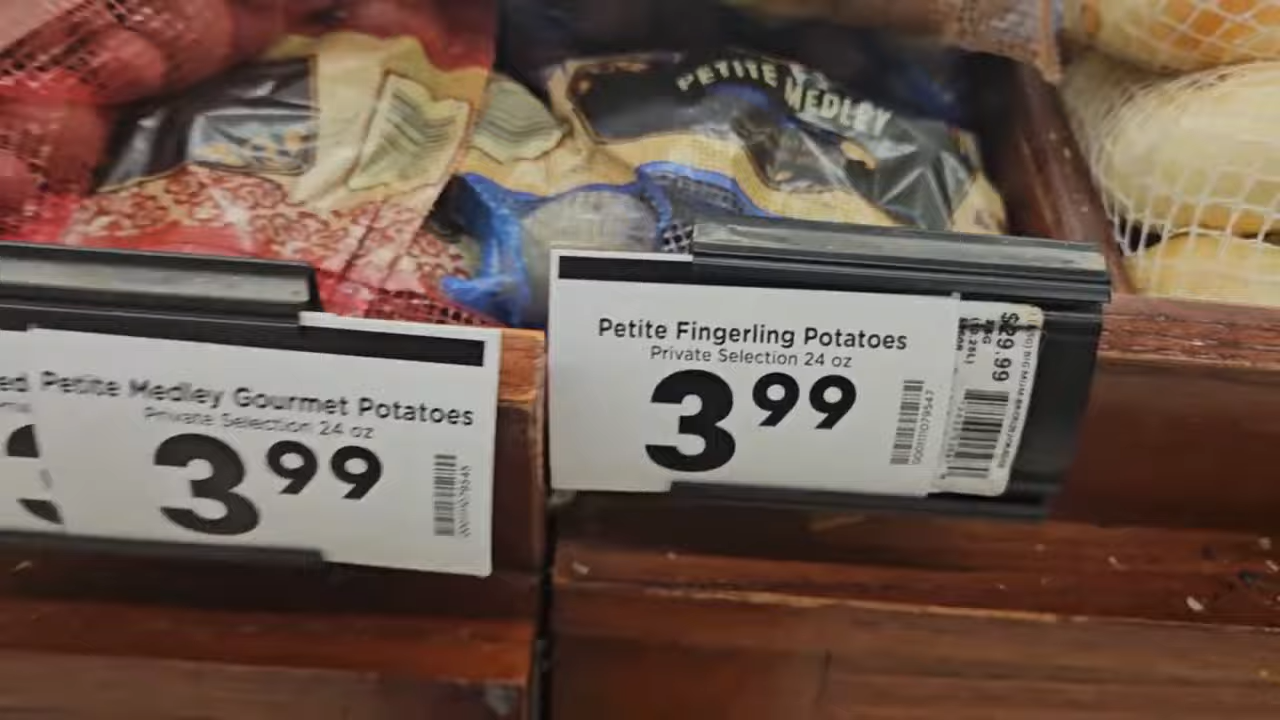 PETITE MEDLEY
ed Petite Medley Gourmet Potatoes
Private Selection 24 oz
3 99
Petite Fingerling Potatoes
Private Selection 24 oz
3 99
$29.99